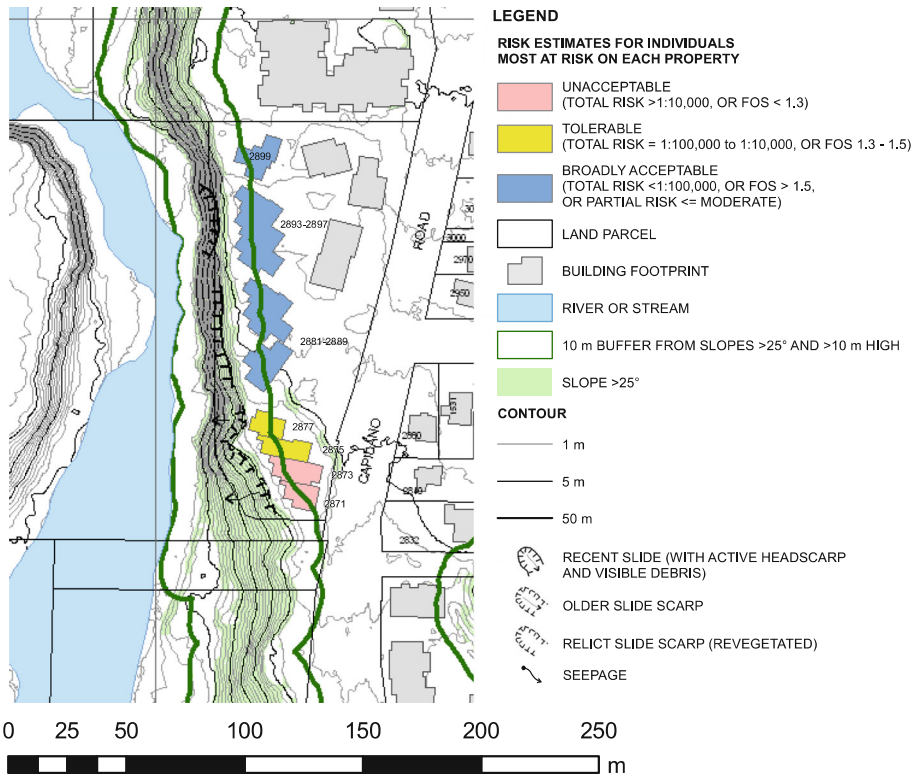 LEGEND
RISK ESTIMATES FOR INDIVIDUALS
MOST AT RISK ON EACH PROPERTY
UNACCEPTABLE
(TOTAL RISK >1:10,000, OR FOS < 1.3)
TOLERABLE
(TOTAL RISK = 1:100,000 to 1:10,000, OR FOS 1.3 - 1.5)
BROADLY ACCEPTABLE
(TOTAL RISK <1:100,000, OR FOS > 1.5,
OR PARTIAL RISK <= MODERATE)
LAND PARCEL
BUILDING FOOTPRINT
RIVER OR STREAM
10 m BUFFER FROM SLOPES >25° AND >10 m HIGH
SLOPE >25°
CONTOUR
1 m
5 m
50 m
RECENT SLIDE (WITH ACTIVE HEADSCARP
AND VISIBLE DEBRIS)
OLDER SLIDE SCARP
RELICT SLIDE SCARP (REVEGETATED)
SEEPAGE
2899
2893-2897
2881-2889
2877
2875
2873
2871
ROAD
CAPILANO
3000
2970
2950
1531
2832
0 25 50 100 150 200 250
m